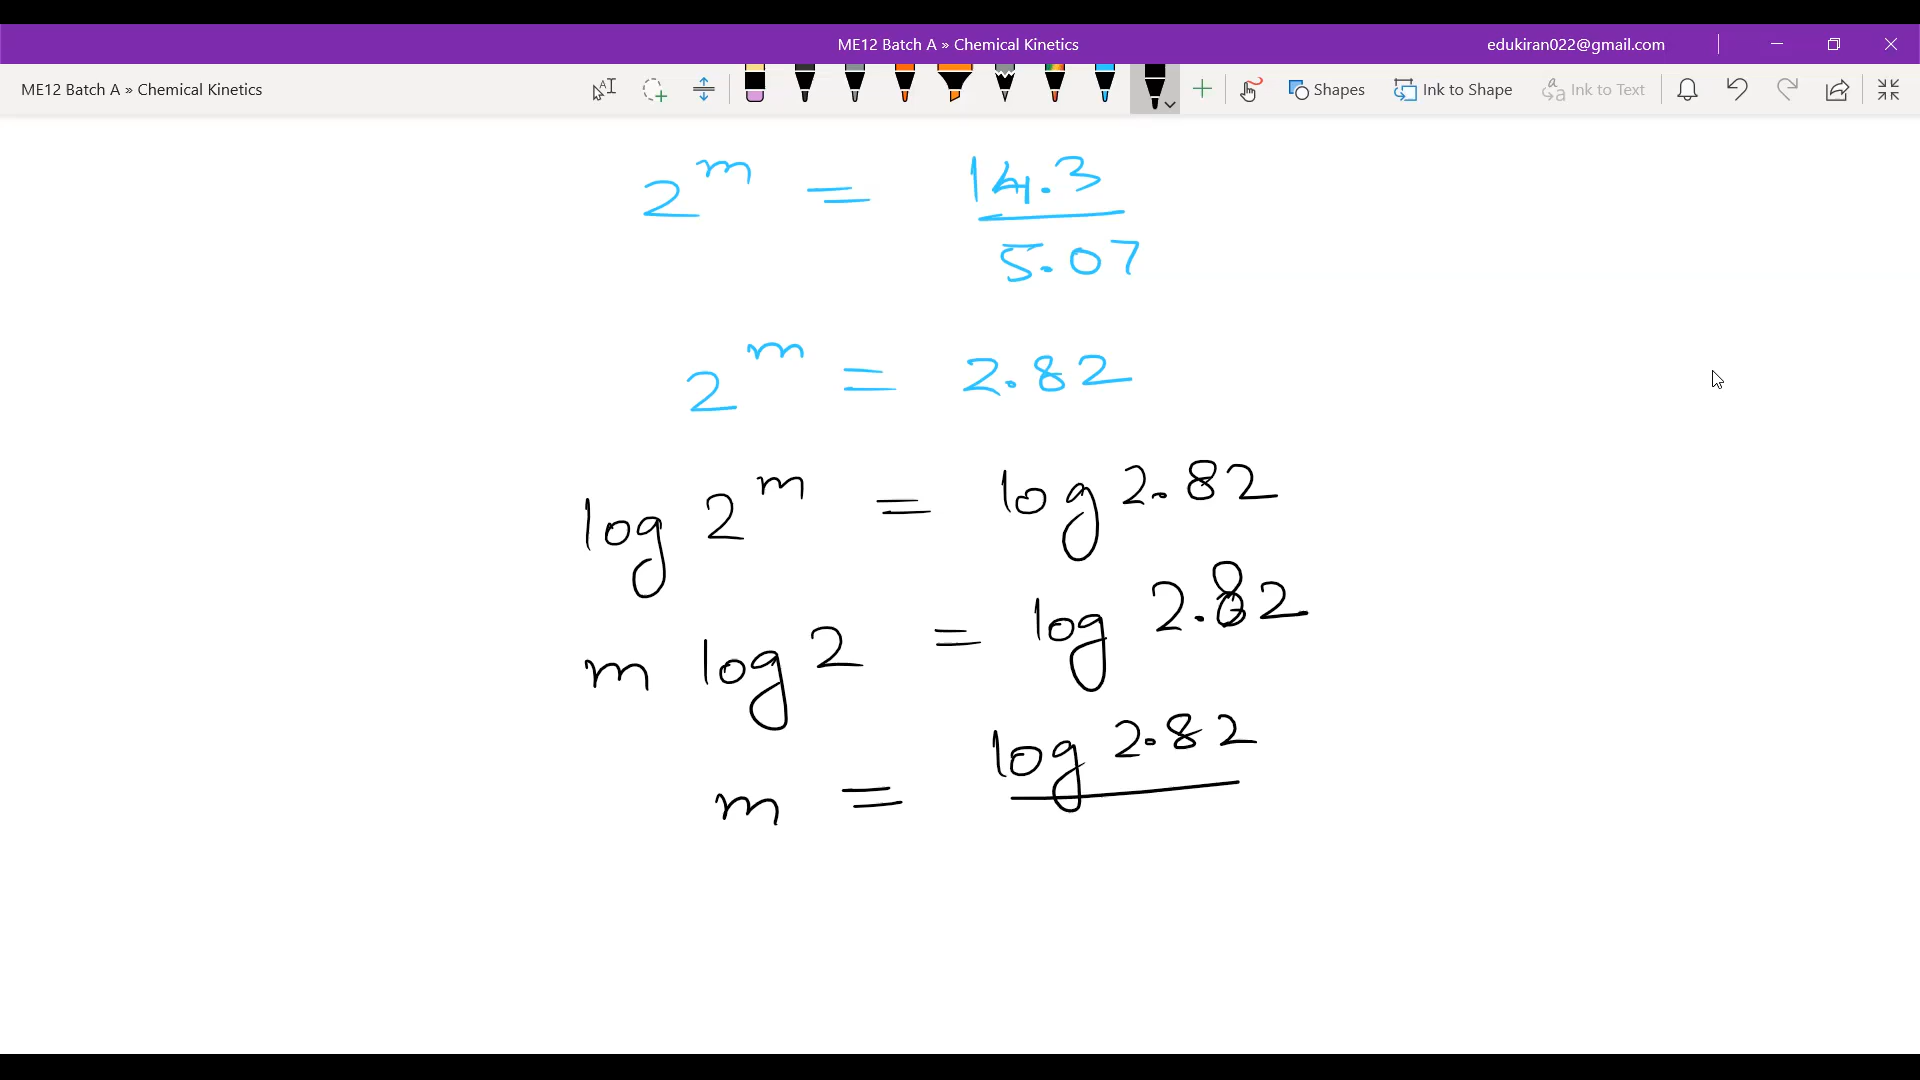 ME12 Batch A » Chemical Kinetics
edukiran022@gmail.com
ME12 Batch A » Chemical Kinetics
Shapes
Ink to Shape
Ink to Text
2^m = 14.3 / 5.07
2^m = 2.82
log 2^m = log 2.82
m log 2 = log 2.82
m = log 2.82